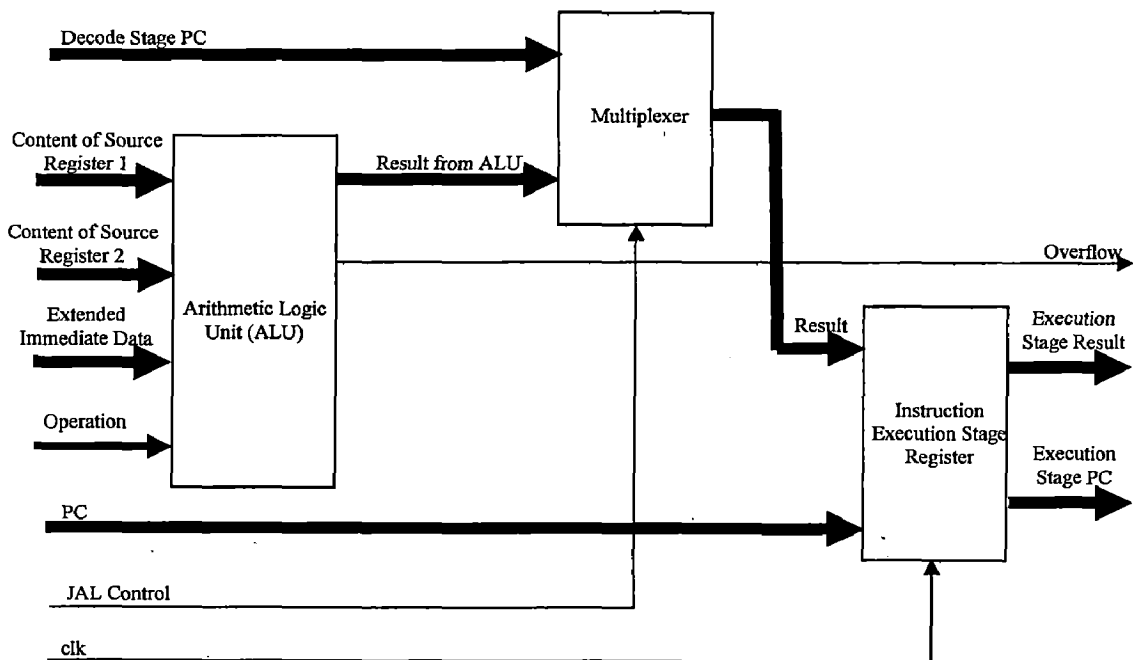 Decode Stage PC
Multiplexer
Content of Source
Register 1
Result from ALU
Content of Source
Register 2
Overflow
Arithmetic Logic
Unit (ALU)
Extended
Immediate Data
Result
Execution
Stage Result
Operation
Instruction
Execution Stage
Register
Execution
Stage PC
PC
JAL Control
clk